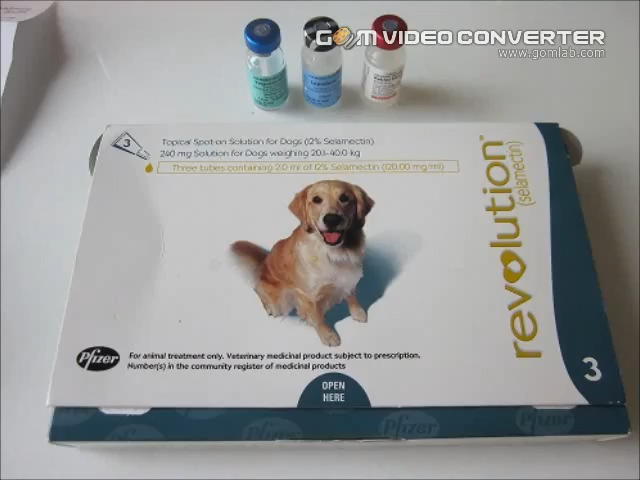 GOM VIDEO CONVERTER
www.gomlab.com
3
Topical Spot-on Solution for Dogs (12% Selamectin)
240 mg Solution for Dogs weighing 20.1-40.0 kg
Three tubes containing 2.0 ml of 12% Selamectin (120.00 mg/ml)
revolution
(selamectin)
Pfizer
For animal treatment only. Veterinary medicinal product subject to prescription.
Number(s) in the community register of medicinal products
OPEN
HERE
3
Pfizer
Pfizer
Pfizer